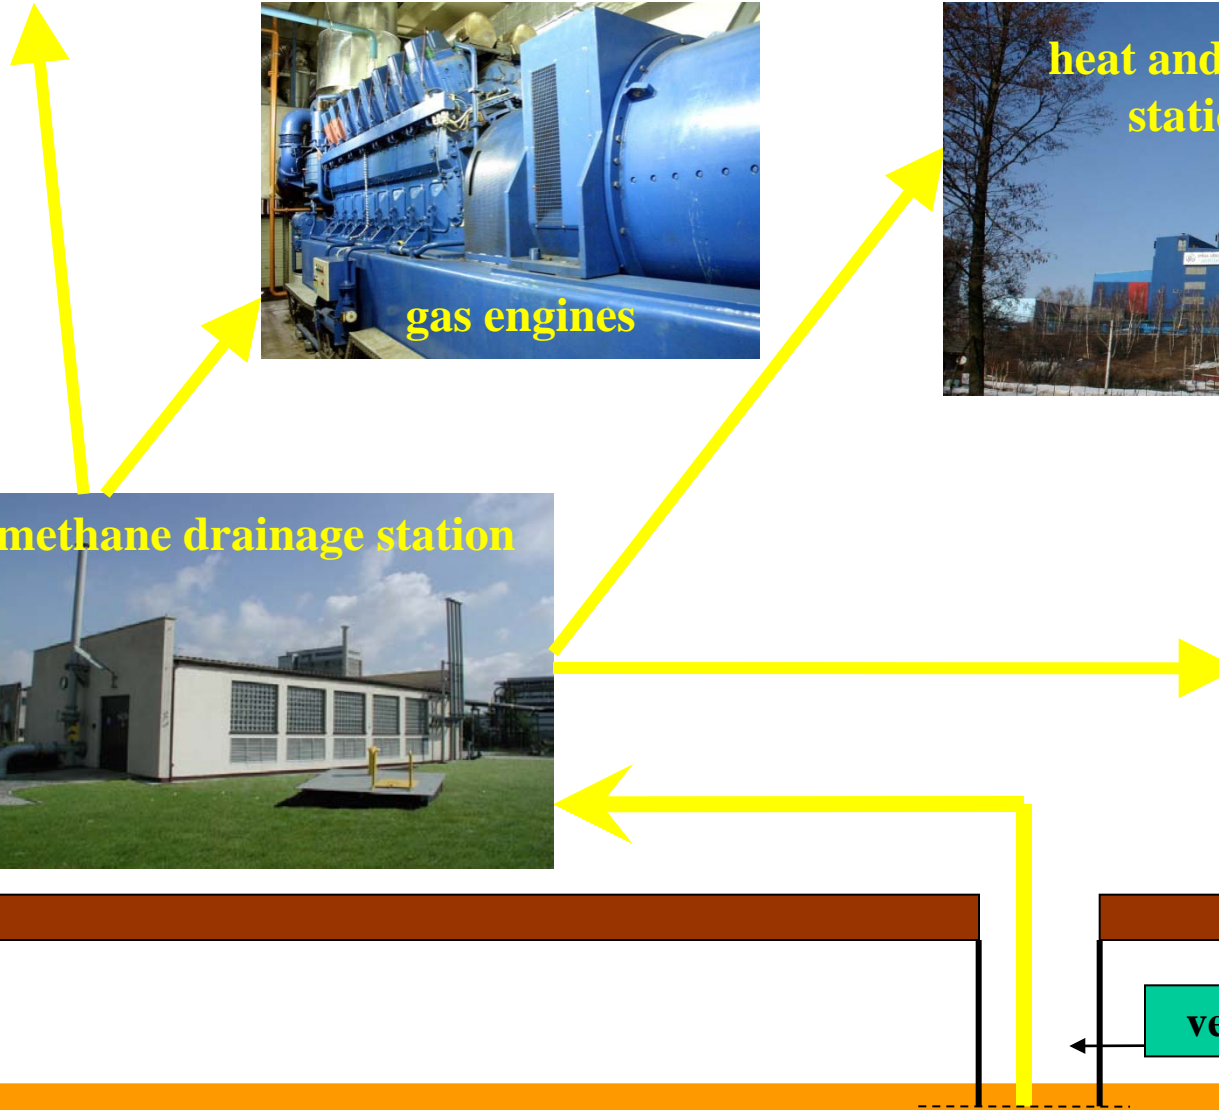 heat and
gas engines
methane drainage station